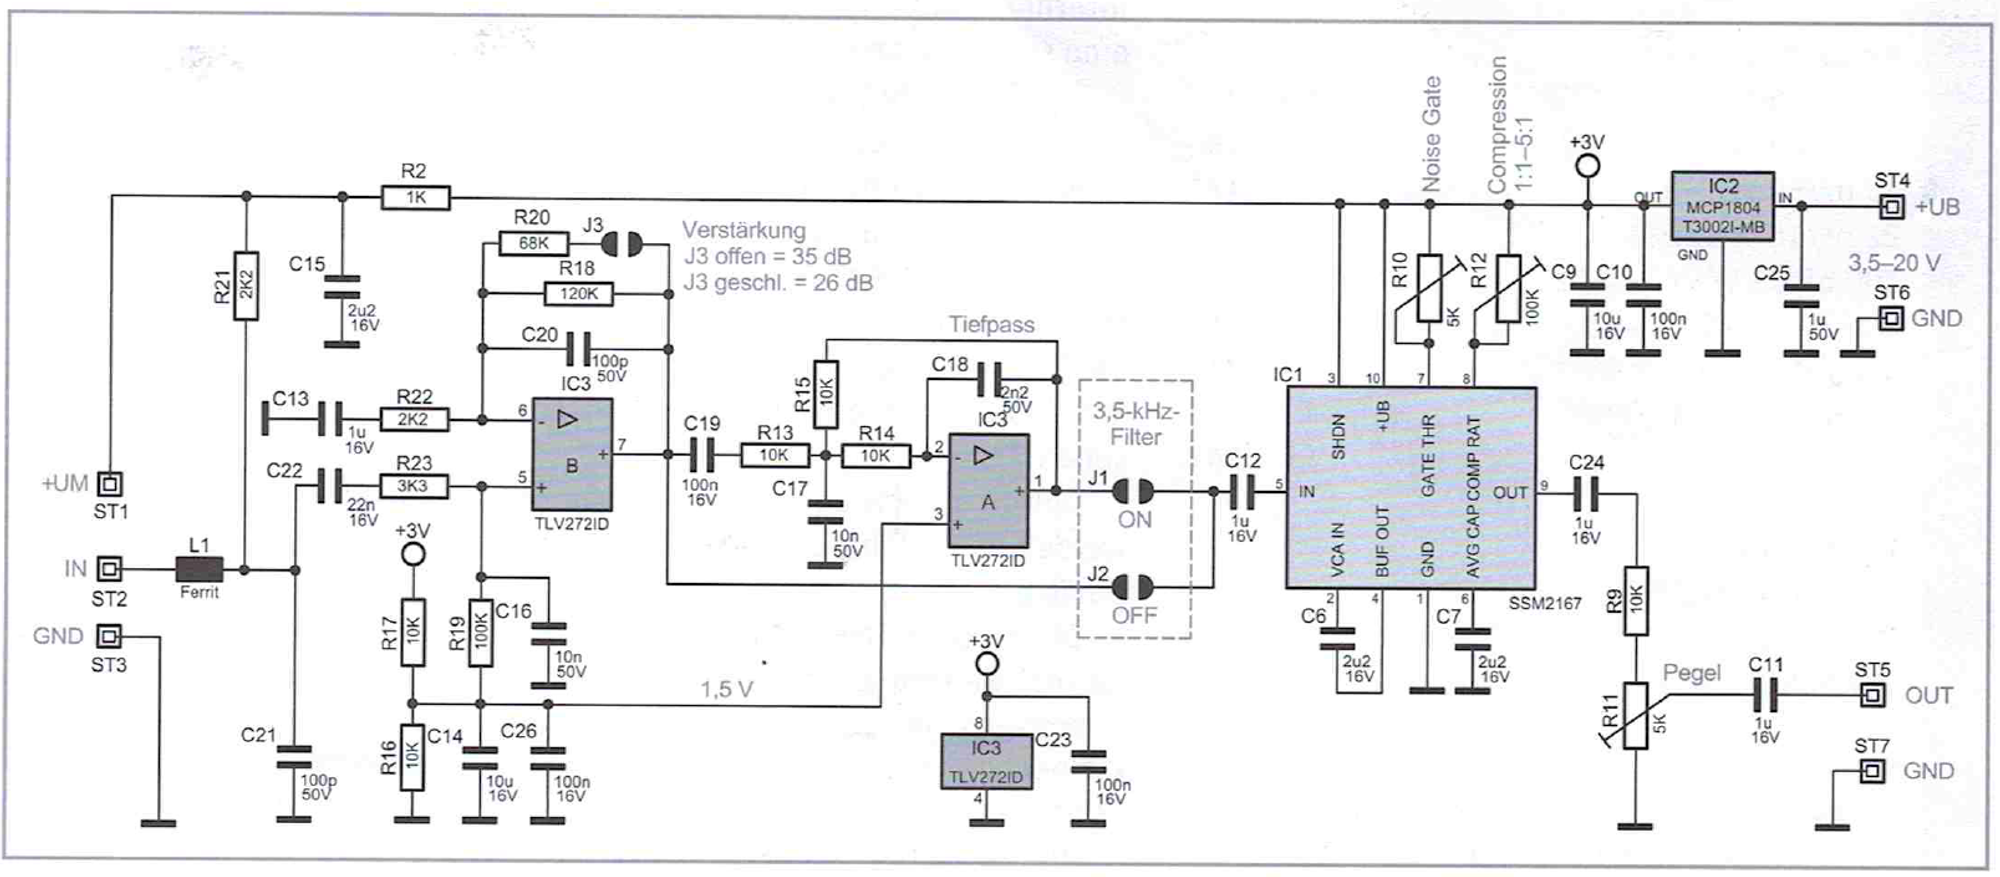 Noise Gate
Compression
1:1–5:1
+3V
R2
1K
OUT
IC2
MCP1804
T3002I-MB
GND
IN
ST4
+UB
3,5–20 V
ST6
GND
R20
68K
J3
Verstärkung
J3 offen = 35 dB
J3 geschl. = 26 dB
R21
2K2
C15
2u2
16V
R18
120K
C20
100p
50V
R10
5K
R12
100K
C9
10u
16V
C10
100n
16V
C25
1u
50V
Tiefpass
C13
1u
16V
R22
2K2
IC3
6
-
B
5
+
+
7
TLV272ID
C22
22n
16V
R23
3K3
C19
100n
16V
R13
10K
R15
10K
R14
10K
C17
10n
50V
C18
2n2
50V
IC3
2
-
A
+
1
3
+
TLV272ID
3,5-kHz-
Filter
J1
ON
J2
OFF
C12
1u
16V
IC1
3
10
7
8
SHDN
+UB
GATE THR
COMP RAT
5
IN
OUT
9
VCA IN
BUF OUT
GND
AVG CAP
2
4
1
6
SSM2167
C6
2u2
16V
C7
2u2
16V
C24
1u
16V
R9
10K
+UM
ST1
IN
ST2
L1
Ferrit
GND
ST3
+3V
R17
10K
R19
100K
C16
10n
50V
1,5 V
R16
10K
C14
10u
16V
C26
100n
16V
C21
100p
50V
+3V
8
IC3
TLV272ID
4
C23
100n
16V
R11
5K
Pegel
C11
1u
16V
ST5
OUT
ST7
GND